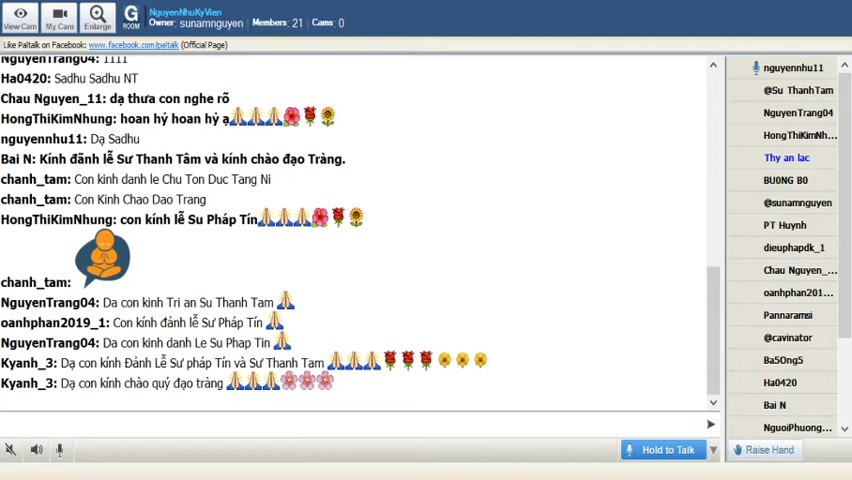 NguyenNhuKyVien
Owner: sunamnguyen Members: 21 Cams: 0
View Cam
My Cam
Enlarge
G
ROOM
Like Paltalk on Facebook: www.facebook.com/paltalk (Official Page)
NguyenTrang04: 1111
Ha0420: Sadhu Sadhu NT
Chau Nguyen_11: dạ thưa con nghe rõ
HongThiKimNhung: hoan hỷ hoan hỷ ạ
nguyennhu11: Dạ Sadhu
Bai N: Kính đãnh lễ Sư Thanh Tâm và kính chào đạo Tràng.
chanh_tam: Con kinh danh le Chu Ton Duc Tang Ni
chanh_tam: Con Kinh Chao Dao Trang
HongThiKimNhung: con kính lễ Su Pháp Tín
chanh_tam:
NguyenTrang04: Da con kinh Tri an Su Thanh Tam
oanhphan2019_1: Con kính đảnh lễ Sư Pháp Tín
NguyenTrang04: Da con kinh danh Le Su Phap Tin
Kyanh_3: Dạ con kính Đảnh Lễ Sư pháp Tín và Sư Thanh Tam
Kyanh_3: Dạ con kính chào quý đạo tràng
nguyennhu11
@Su ThanhTam
NguyenTrang04
HongThiKimNh...
Thy an lac
BU0NG B0
@sunamnguyen
PT Huynh
dieuphapdk_1
Chau Nguyen_...
oanhphan201...
Pannaramsi
@cavinator
Ba5Ong5
Ha0420
Bai N
NguoiPhuong...
Hold to Talk
Raise Hand